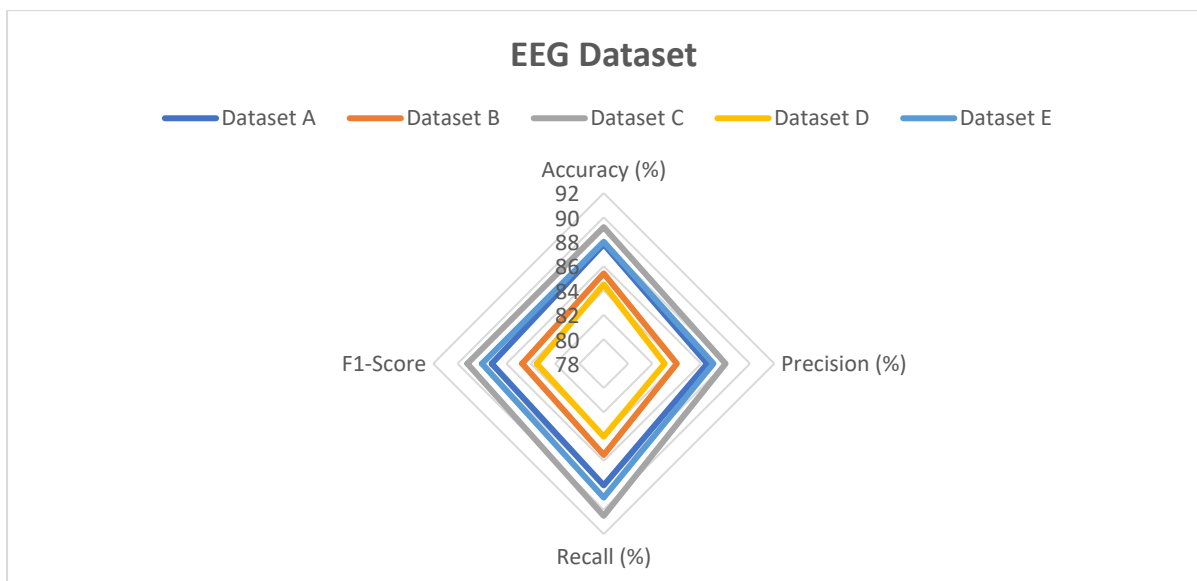 EEG Dataset
Dataset A Dataset B Dataset C Dataset D Dataset E
Accuracy (%)
92
90
88
86
84
82
80
78
F1-Score
Precision (%)
Recall (%)